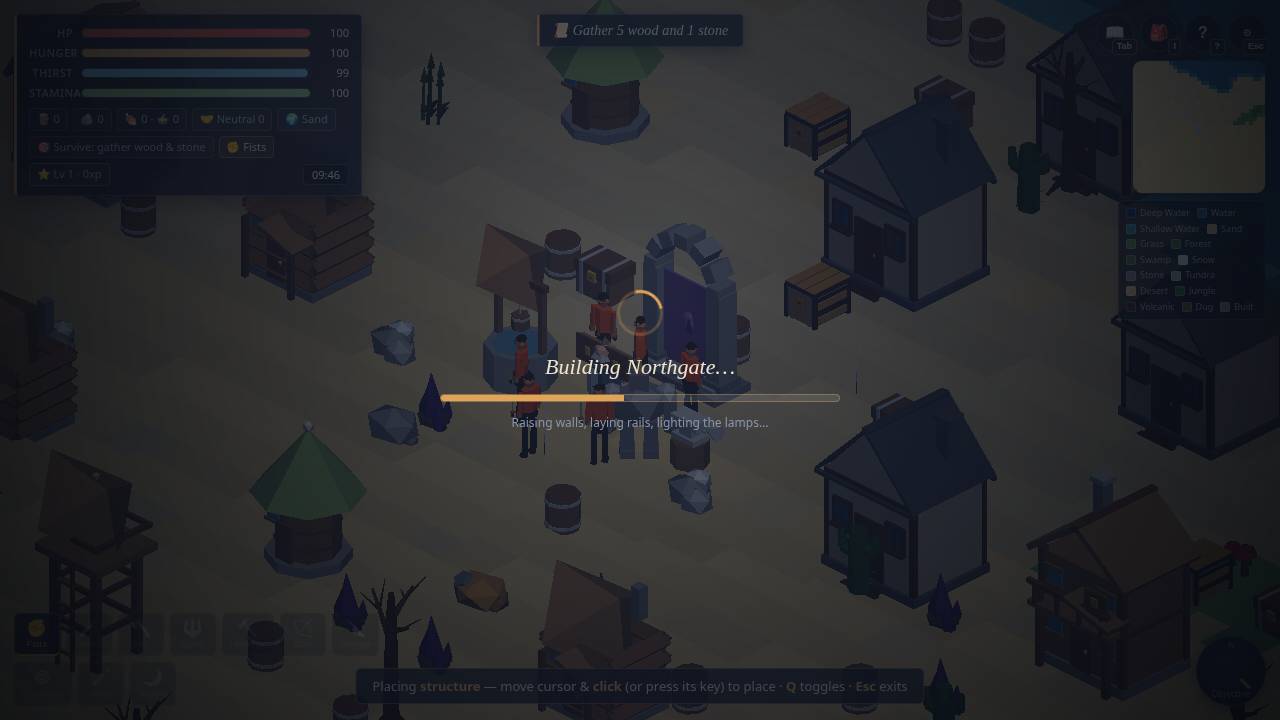 HP 100
HUNGER 100
THIRST 99
STAMINA 100
0 0 0 · 0 Neutral 0 Sand
Survive: gather wood & stone Fists
Lv 1 · 0xp 09:46
Gather 5 wood and 1 stone
Tab I ? Esc
Deep Water Water
Shallow Water Sand
Grass Forest
Swamp Snow
Stone Tundra
Desert Jungle
Volcanic Dug Built
Building Northgate…
Raising walls, laying rails, lighting the lamps…
Fists
Placing structure — move cursor & click (or press its key) to place · Q toggles · Esc exits
Objective